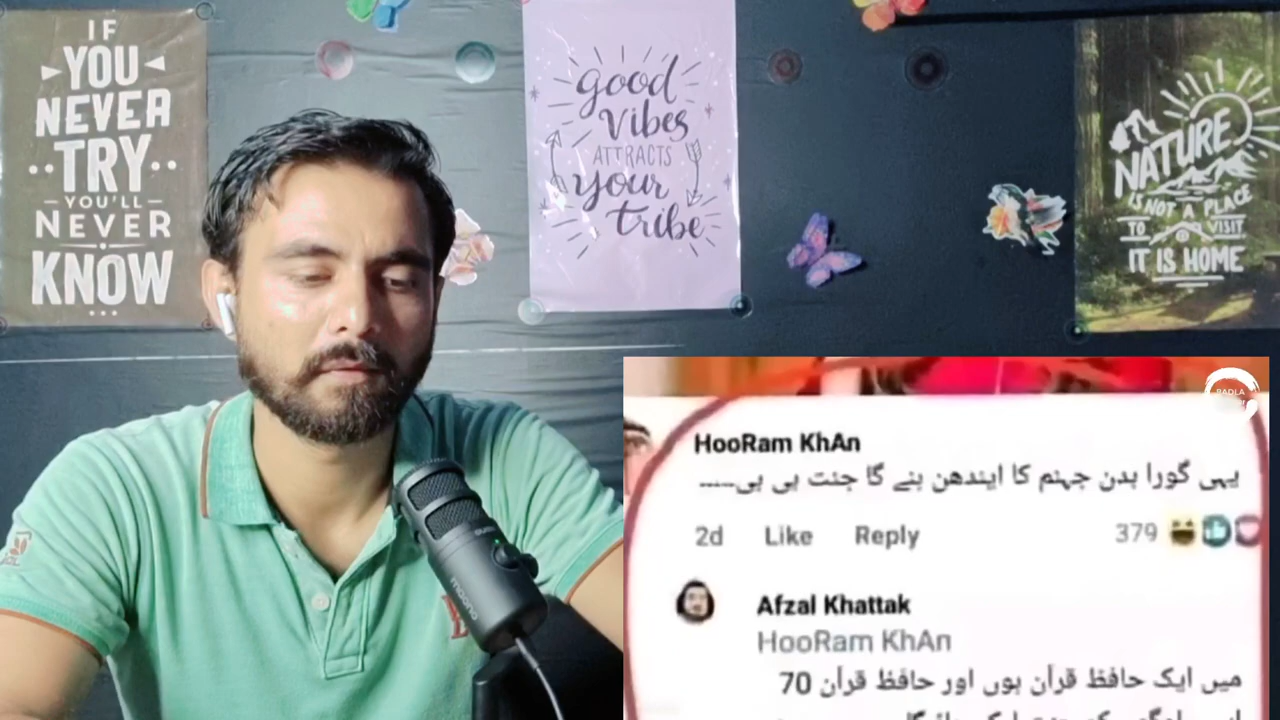 IF
YOU
NEVER
TRY
YOU'LL
NEVER
KNOW
good
vibes
ATTRACTS
your
tribe
NATURE
IS NOT A PLACE
TO VISIT
IT IS HOME
maono
HooRam KhAn
یہی گورا بدن جہنم کا ایندھن بنے گا جنت بی بی۔۔۔۔۔
2d Like Reply 379
Afzal Khattak
HooRam KhAn
میں ایک حافظ قرآن ہوں اور حافظ قرآن 70